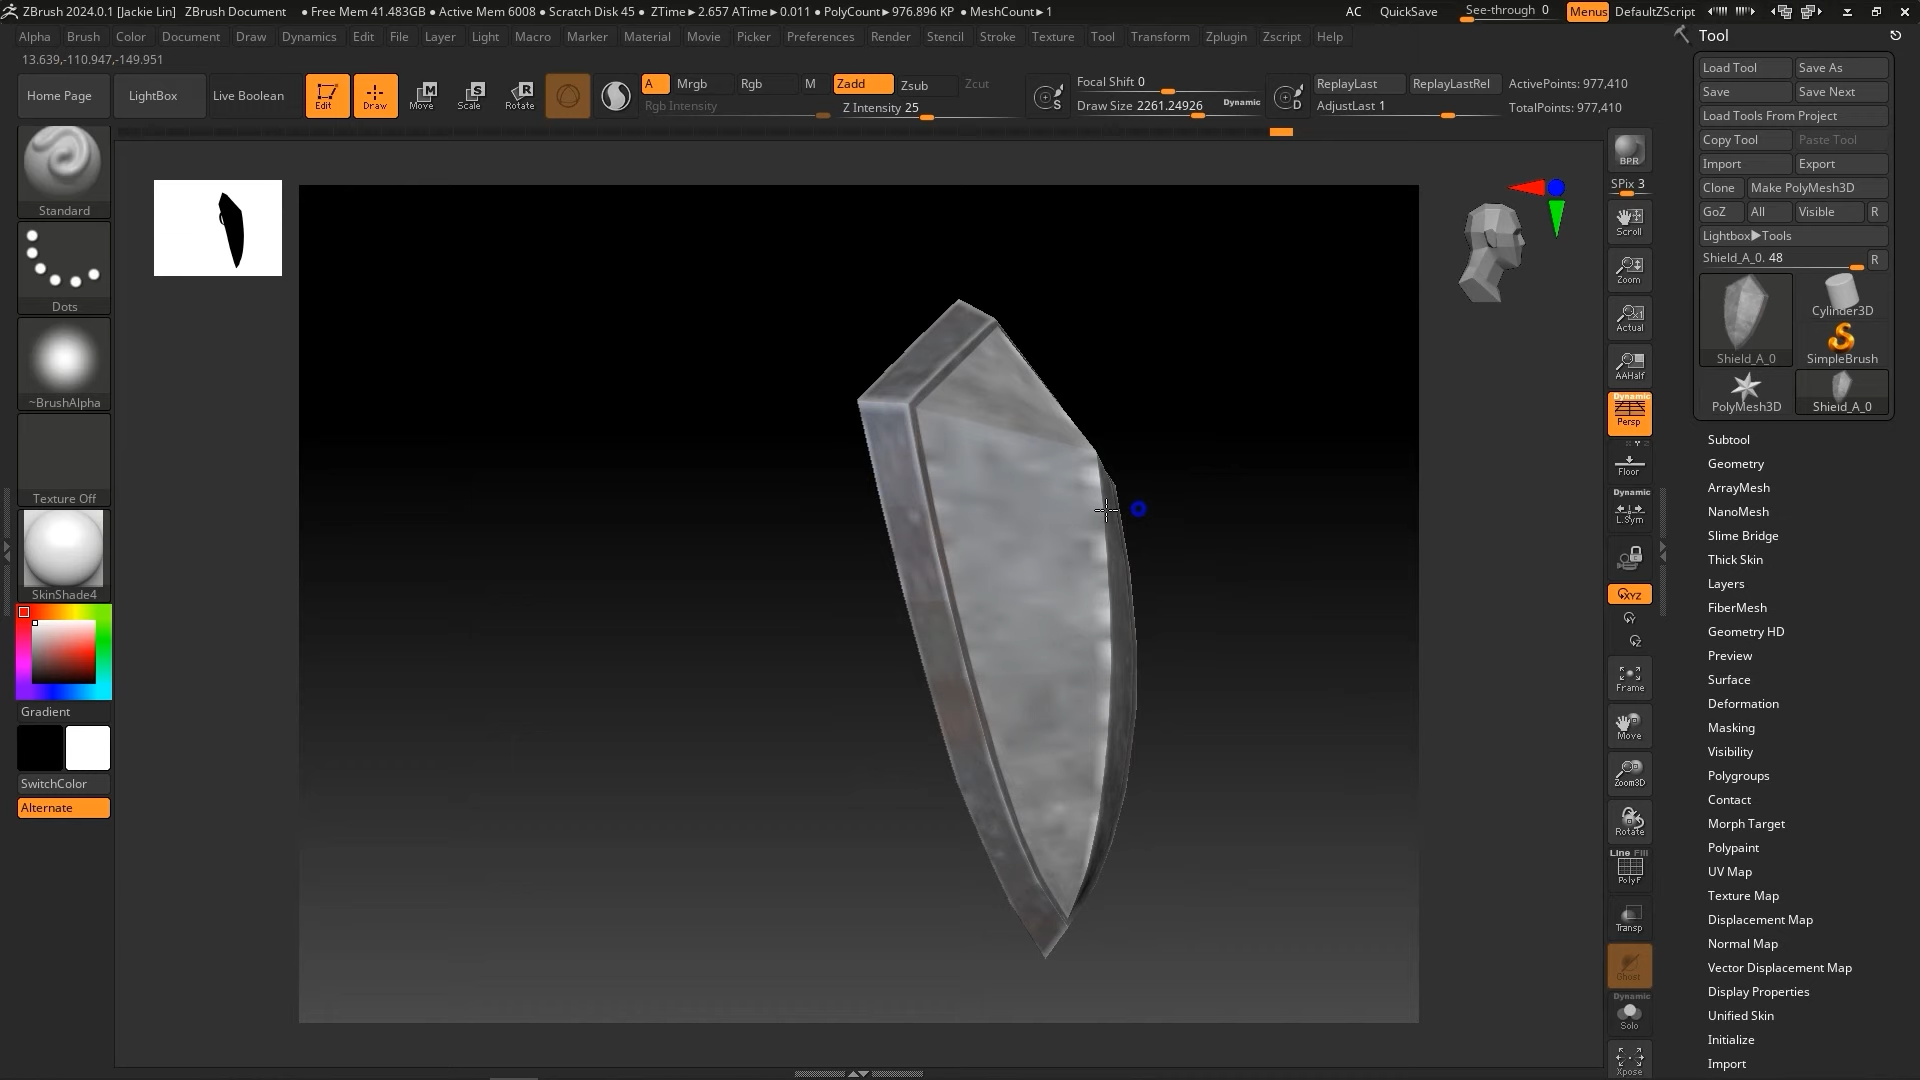 ZBrush 2024.0.1 [Jackie Lin] ZBrush Document ● Free Mem 41.483GB ● Active Mem 6008 ● Scratch Disk 45 ● ZTime►2.657 ATime►0.011 ● PolyCount►976.896 KP ● MeshCount►1 AC QuickSave See-through 0 Menus DefaultZScript
Alpha Brush Color Document Draw Dynamics Edit File Layer Light Macro Marker Material Movie Picker Preferences Render Stencil Stroke Texture Tool Transform Zplugin Zscript Help
13.639,-110.947,-149.951
Home Page LightBox Live Boolean Edit Draw Move Scale Rotate
A Mrgb Rgb M Zadd Zsub Zcut
Rgb Intensity Z Intensity 25
Focal Shift 0
Draw Size 2261.24926 Dynamic
ReplayLast ReplayLastRel ActivePoints: 977,410
AdjustLast 1 TotalPoints: 977,410
Standard
Dots
~BrushAlpha
Texture Off
SkinShade4
Gradient
SwitchColor
Alternate
BPR
SPix 3
Scroll
Zoom
Actual
AAHalf
Dynamic
Persp
Floor
Dynamic
L.Sym
XYZ
Y
Z
Frame
Move
Zoom3D
Rotate
Line Fill
PolyF
Transp
Ghost
Dynamic
Solo
Xpose
Tool
Load Tool Save As
Save Save Next
Load Tools From Project
Copy Tool Paste Tool
Import Export
Clone Make PolyMesh3D
GoZ All Visible R
Lightbox►Tools
Shield_A_0. 48 R
Shield_A_0 Cylinder3D
SimpleBrush
PolyMesh3D Shield_A_0
Subtool
Geometry
ArrayMesh
NanoMesh
Slime Bridge
Thick Skin
Layers
FiberMesh
Geometry HD
Preview
Surface
Deformation
Masking
Visibility
Polygroups
Contact
Morph Target
Polypaint
UV Map
Texture Map
Displacement Map
Normal Map
Vector Displacement Map
Display Properties
Unified Skin
Initialize
Import